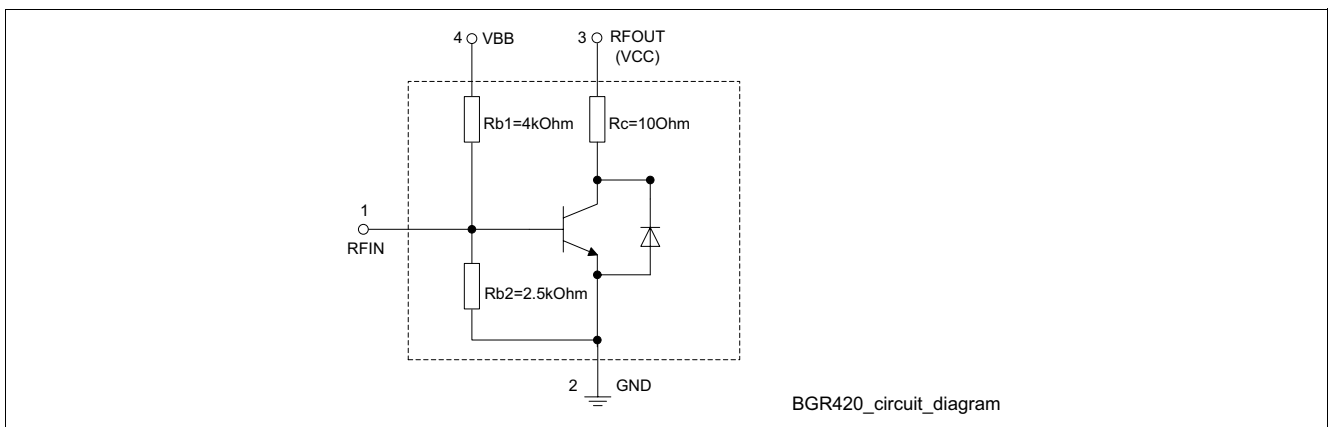 4 VBB
3 RFOUT
(VCC)
Rb1=4kOhm
Rc=10Ohm
1
RFIN
Rb2=2.5kOhm
2 GND
BGR420_circuit_diagram